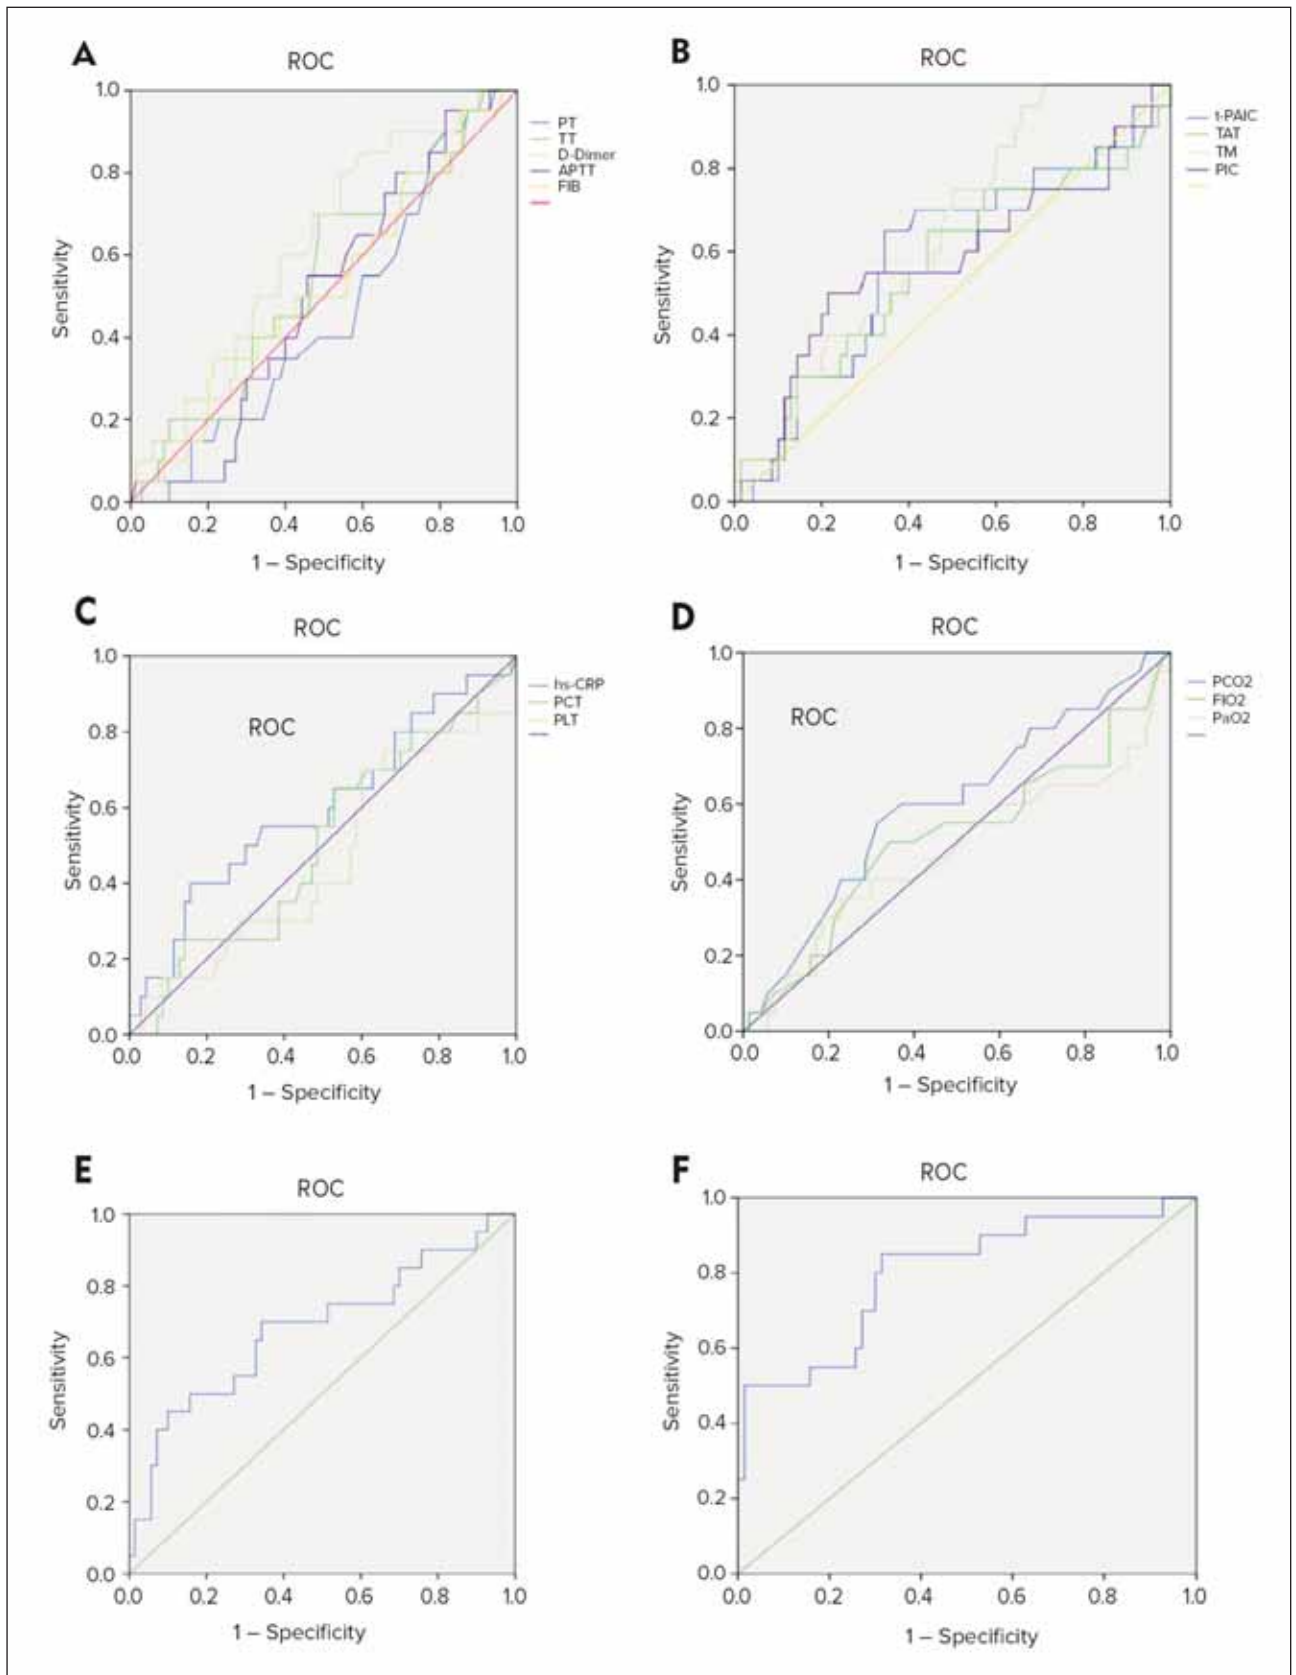 A
ROC
1.0
0.8
0.6
0.4
0.2
0.0
Sensitivity
0.0 0.2 0.4 0.6 0.8 1.0
1 – Specificity
PT
TT
D-Dimer
APTT
FIB
B
ROC
1.0
0.8
0.6
0.4
0.2
0.0
Sensitivity
0.0 0.2 0.4 0.6 0.8 1.0
1 – Specificity
t-PAIC
TAT
TM
PIC
C
ROC
ROC
1.0
0.8
0.6
0.4
0.2
0.0
Sensitivity
0.0 0.2 0.4 0.6 0.8 1.0
1 – Specificity
hs-CRP
PCT
PLT
D
ROC
ROC
1.0
0.8
0.6
0.4
0.2
0.0
Sensitivity
0.0 0.2 0.4 0.6 0.8 1.0
1 – Specificity
PCO2
FIO2
PaO2
E
ROC
1.0
0.8
0.6
0.4
0.2
0.0
Sensitivity
0.0 0.2 0.4 0.6 0.8 1.0
1 – Specificity
F
ROC
1.0
0.8
0.6
0.4
0.2
0.0
Sensitivity
0.0 0.2 0.4 0.6 0.8 1.0
1 – Specificity